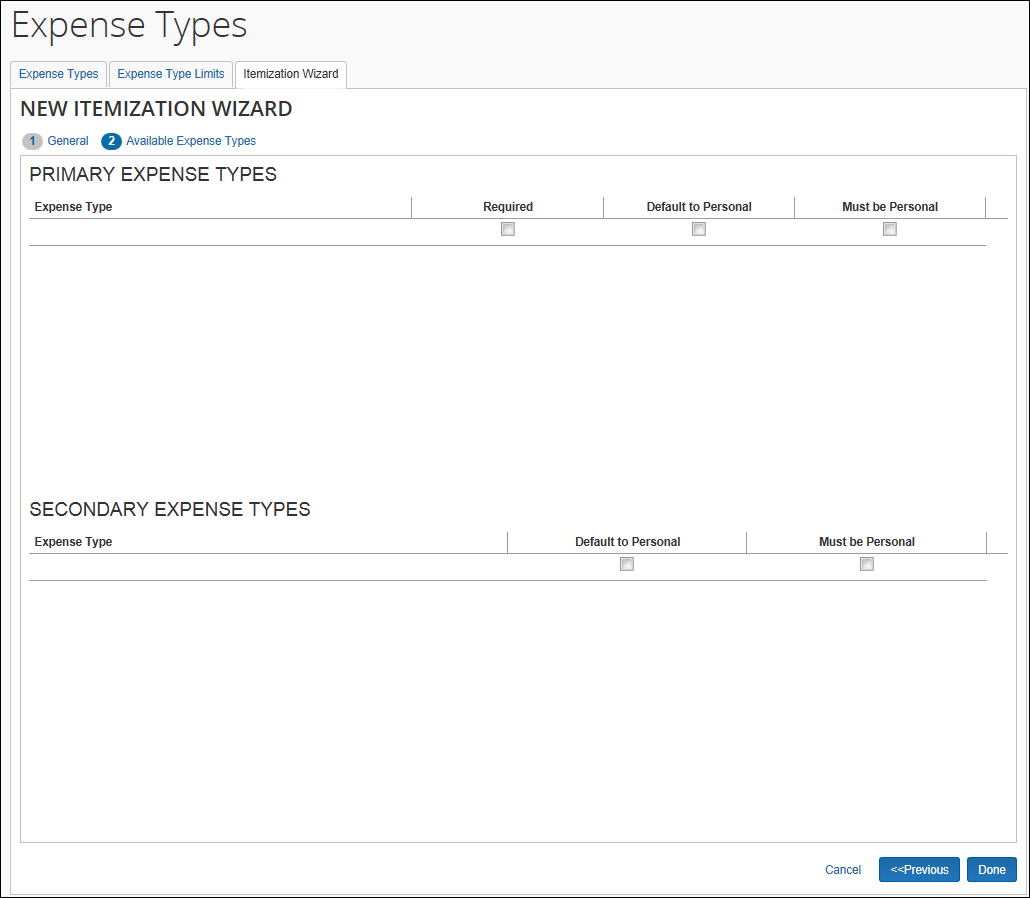 Expense Types
Expense Types Expense Type Limits Itemization Wizard
NEW ITEMIZATION WIZARD
1 General 2 Available Expense Types
PRIMARY EXPENSE TYPES
Expense Type Required Default to Personal Must be Personal
SECONDARY EXPENSE TYPES
Expense Type Default to Personal Must be Personal
Cancel <<Previous Done